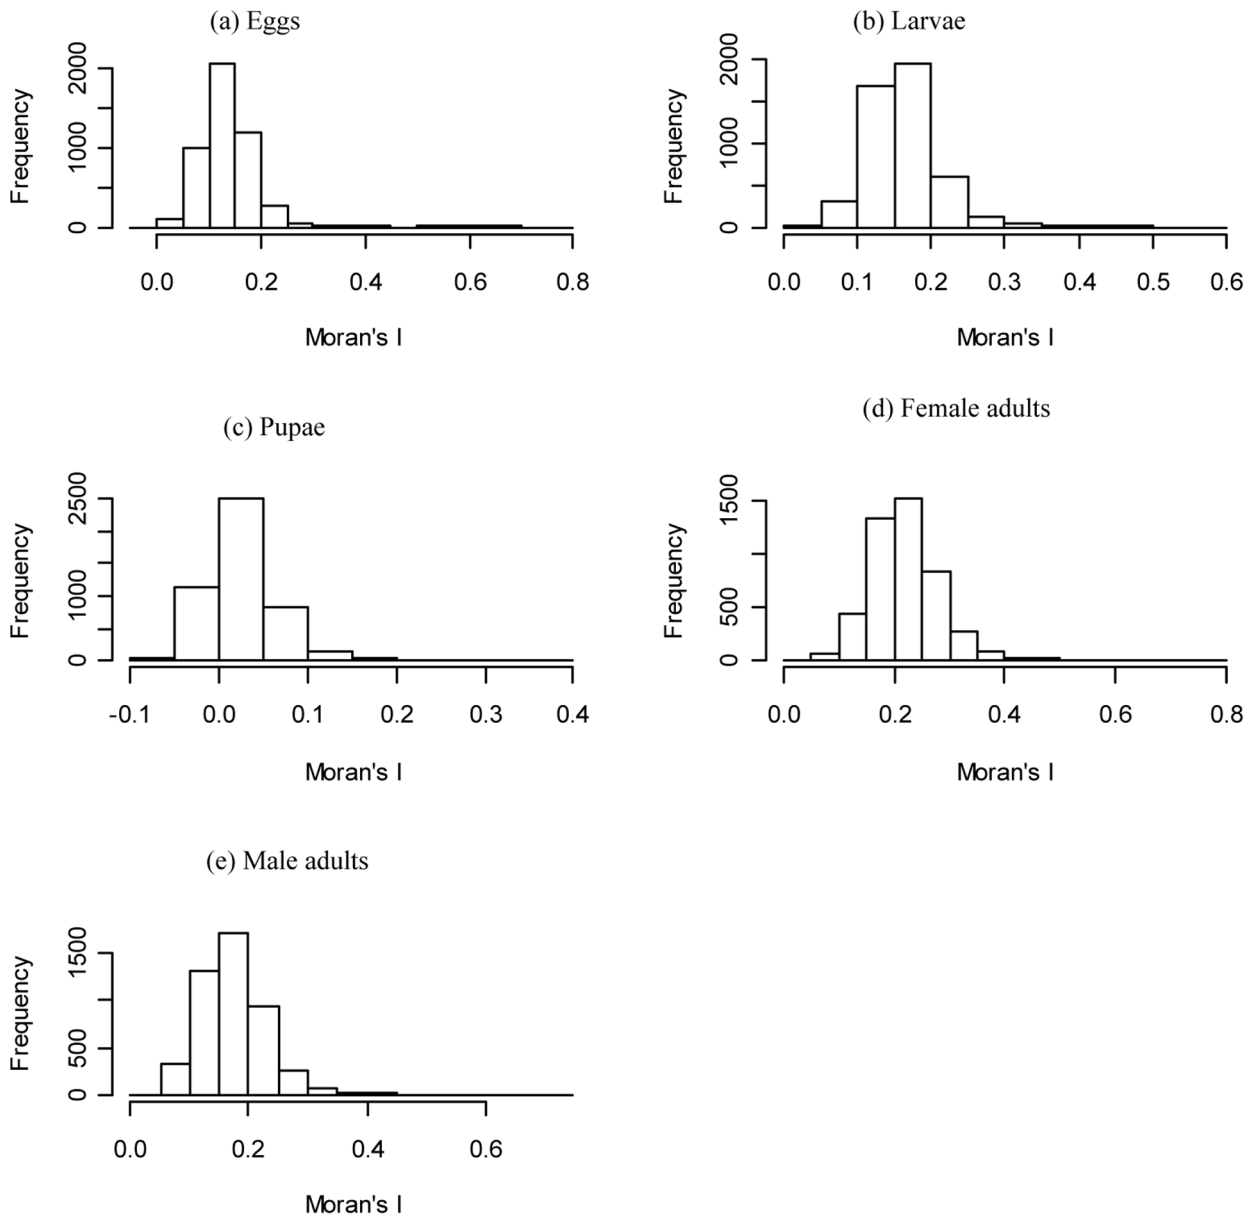 (a) Eggs
Frequency
0 1000 2000
0.0 0.2 0.4 0.6 0.8
Moran's I
(b) Larvae
Frequency
0 1000 2000
0.0 0.1 0.2 0.3 0.4 0.5 0.6
Moran's I
(c) Pupae
Frequency
0 1000 2500
-0.1 0.0 0.1 0.2 0.3 0.4
Moran's I
(d) Female adults
Frequency
0 500 1500
0.0 0.2 0.4 0.6 0.8
Moran's I
(e) Male adults
Frequency
0 500 1500
0.0 0.2 0.4 0.6
Moran's I